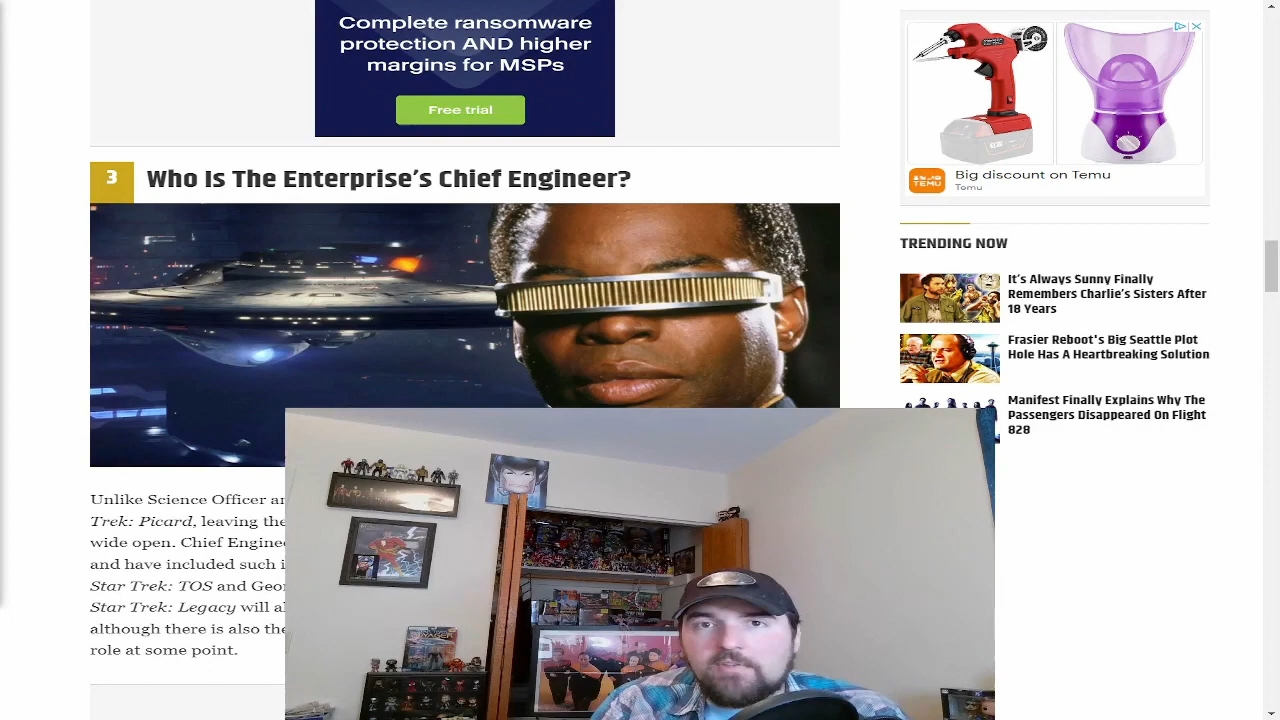 Complete ransomware
protection AND higher
margins for MSPs
Free trial
3
Who Is The Enterprise's Chief Engineer?
Unlike Science Officer
Trek: Picard, leaving the
wide open. Chief
and have included such
Star Trek: TOS and
Star Trek: Legacy will
although there is also the
role at some point.
Big discount on Temu
Temu
TEMU
TRENDING NOW
It's Always Sunny Finally
Remembers Charlie's Sisters After
18 Years
Frasier Reboot's Big Seattle Plot
Hole Has A Heartbreaking Solution
Manifest Finally Explains Why The
Passengers Disappeared On Flight
828
VOYAGER